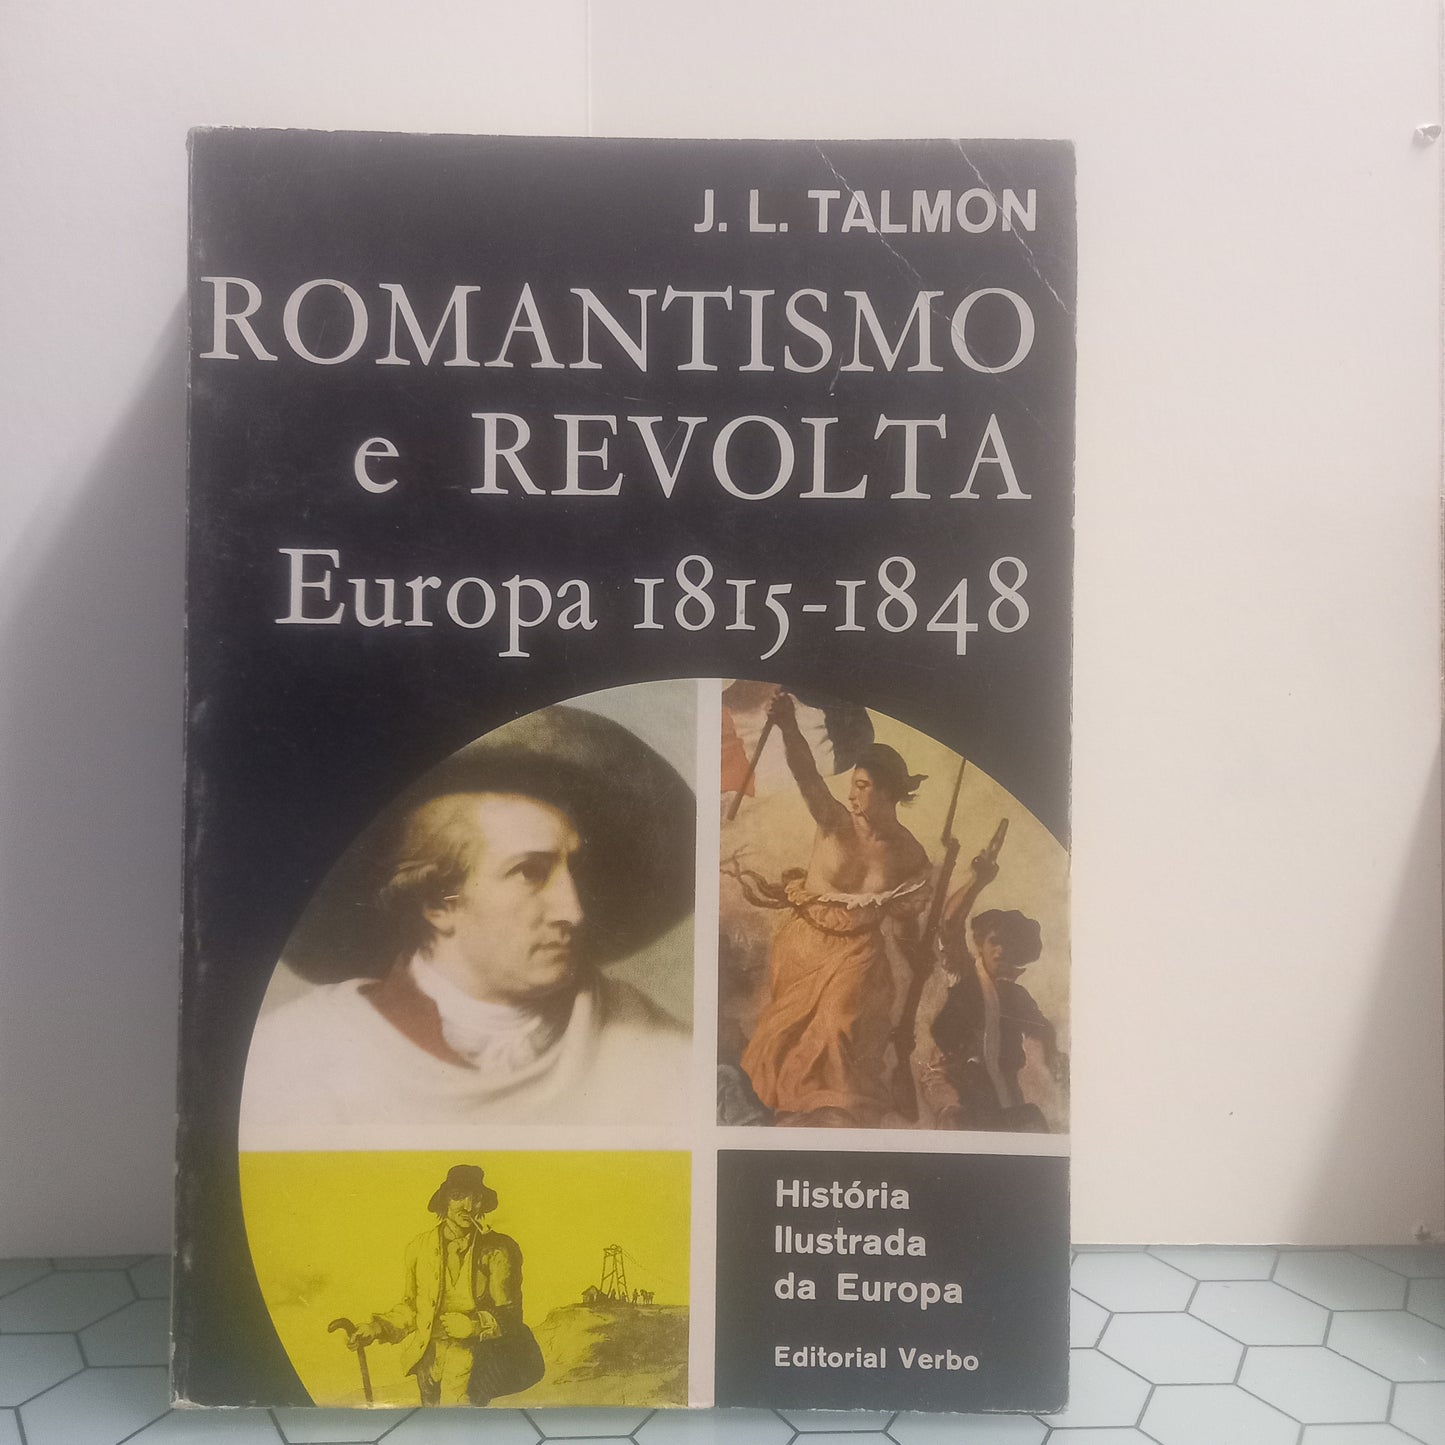 J. L. TALMON
ROMANTISMO
e REVOLTA
Europa 1815-1848
História
Ilustrada
da Europa
Editorial Verbo